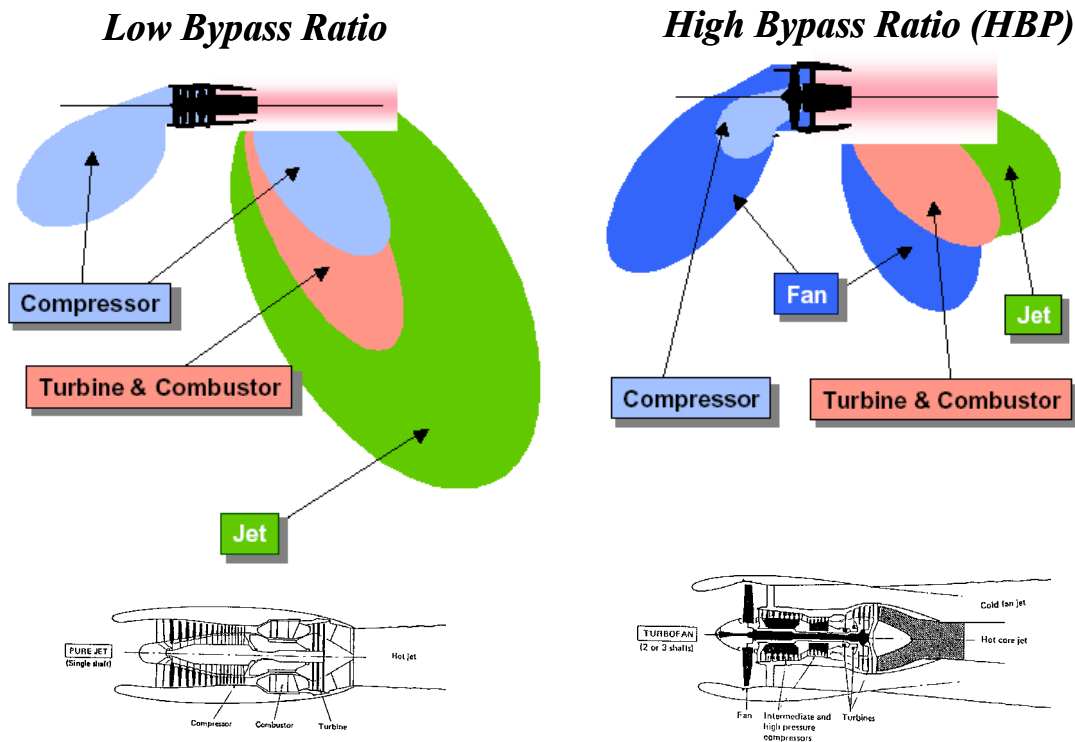 Low Bypass Ratio
High Bypass Ratio (HBP)
Compressor
Turbine & Combustor
Jet
Fan
Jet
Compressor
Turbine & Combustor
PURE JET
(Single shaft)
Hot jet
Compressor
Combustor
Turbine
TURBOFAN
(2 or 3 shafts)
Cold fan jet
Hot core jet
Fan
Intermediate and
high pressure
compressors
Turbines